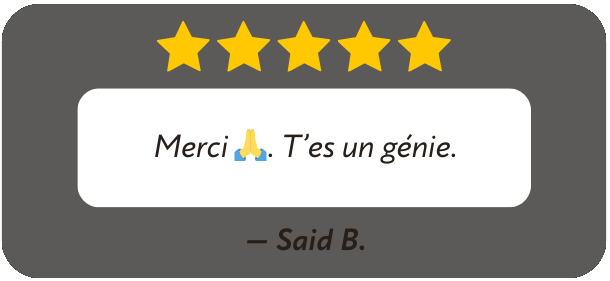 Merci 🙏. T’es un génie.
— Said B.